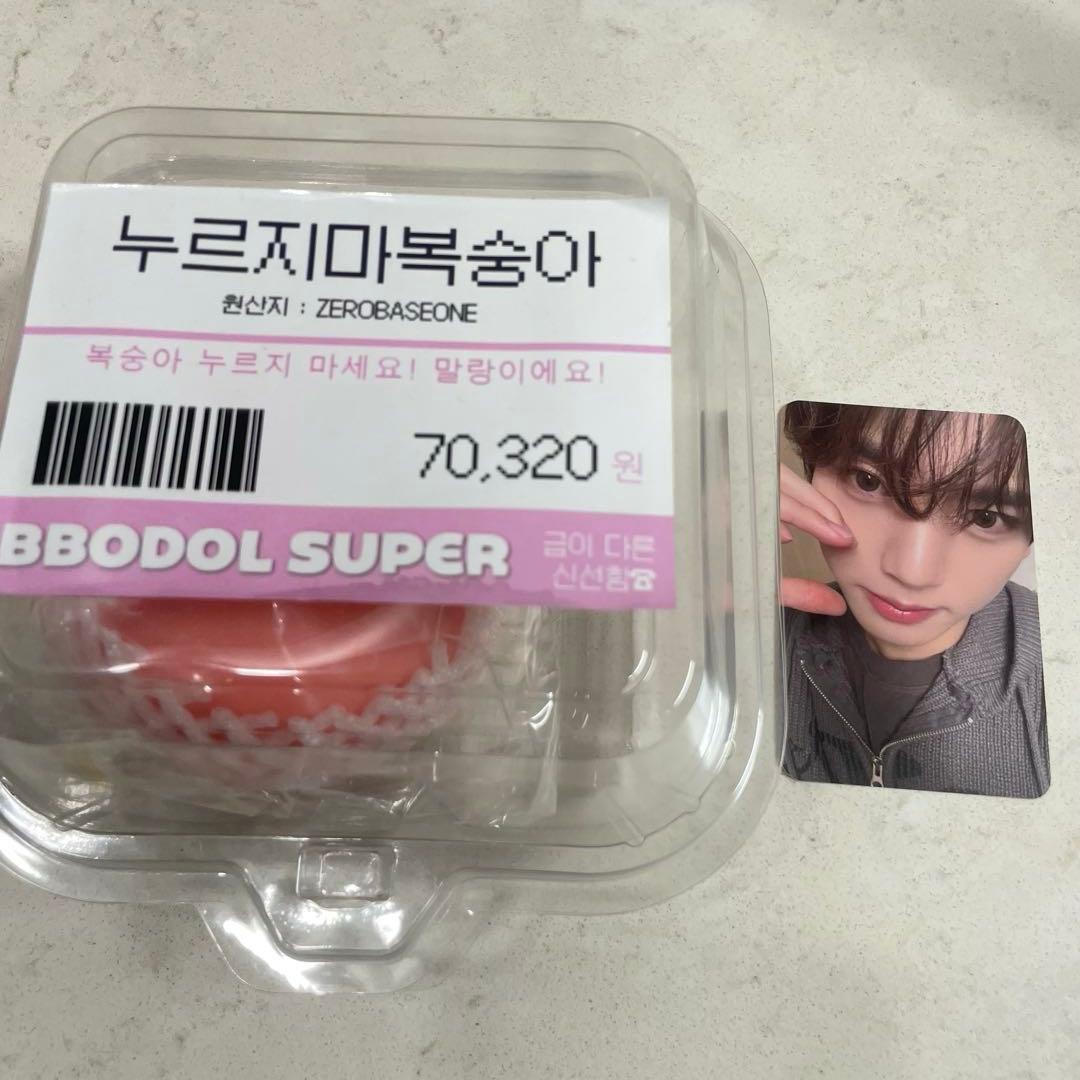 누르지마복숭아
원산지 : ZEROBASEONE
복숭아 누르지 마세요! 말랑이에요!
70,320 원
BBODOL SUPER
급이 다른
신선함☎